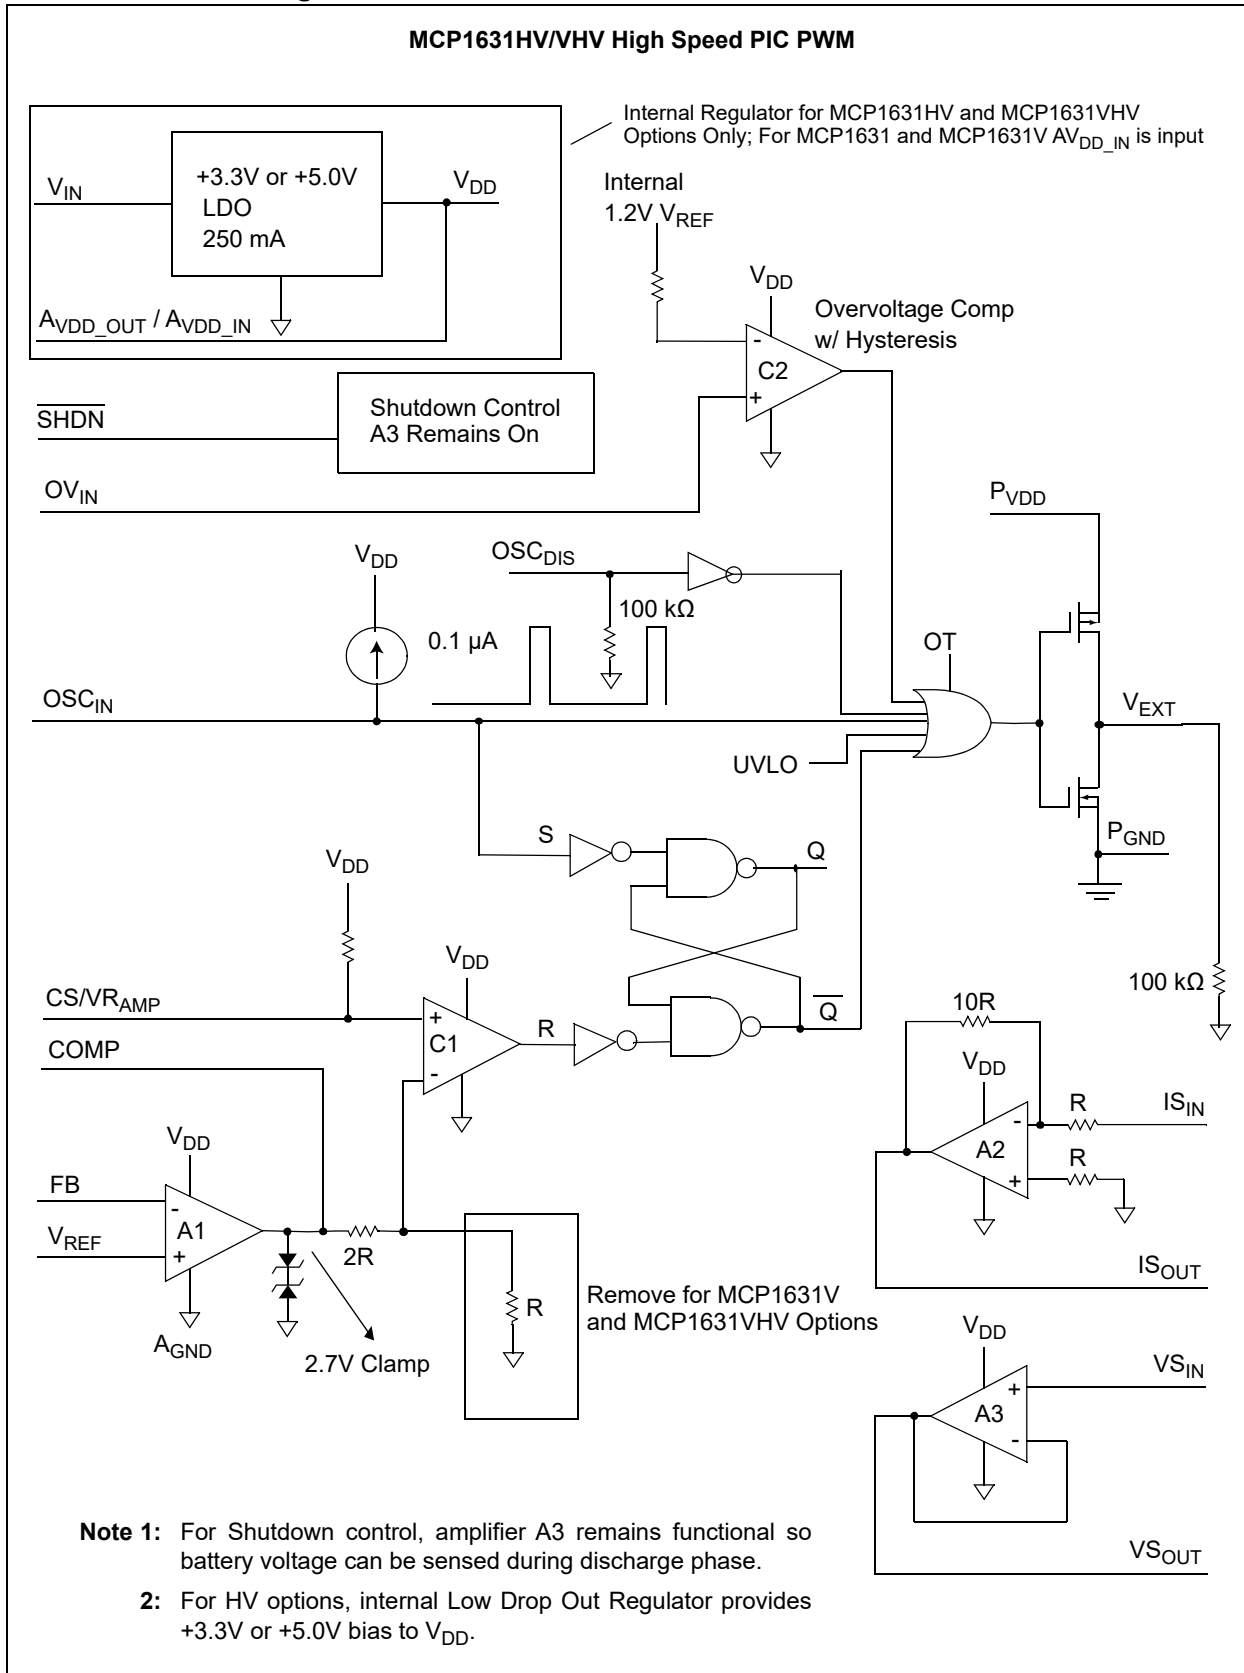 MCP1631HV/VHV High Speed PIC PWM
Internal Regulator for MCP1631HV and MCP1631VHV
Options Only; For MCP1631 and MCP1631V AVDD_IN is input
VIN
+3.3V or +5.0V
LDO
250 mA
VDD
AVDD_OUT / AVDD_IN
Internal
1.2V VREF
VDD
Overvoltage Comp
w/ Hysteresis
-
C2
+
SHDN
Shutdown Control
A3 Remains On
OVIN
PVDD
VDD
OSCDIS
100 kΩ
0.1 µA
OT
OSCIN
VEXT
UVLO
S
Q
PGND
VDD
VDD
100 kΩ
CS/VRAMP
+
C1
-
R
Q
10R
COMP
VDD
R
ISIN
-
A2
R
+
VDD
FB
-
A1
VREF
+
2R
ISOUT
R
Remove for MCP1631V
and MCP1631VHV Options
AGND
2.7V Clamp
VDD
VSIN
+
A3
-
VSOUT
Note 1: For Shutdown control, amplifier A3 remains functional so
battery voltage can be sensed during discharge phase.
2: For HV options, internal Low Drop Out Regulator provides
+3.3V or +5.0V bias to VDD.